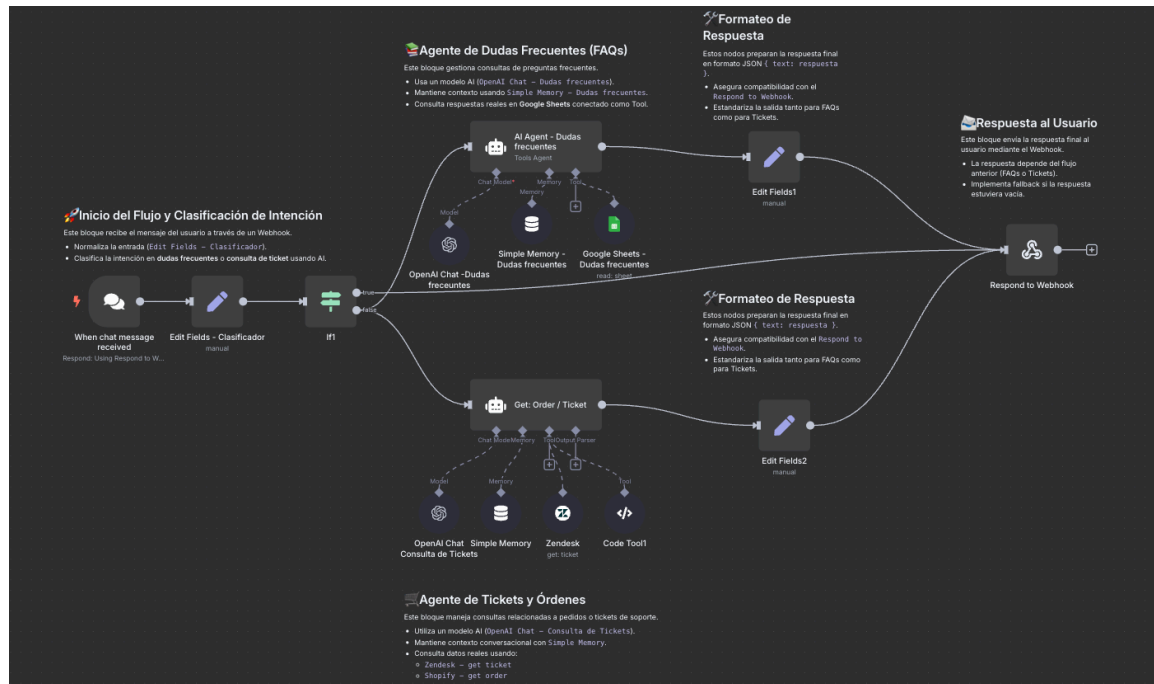 🛠️Formateo de
Respuesta
Estos nodos preparan la respuesta final
en formato JSON { text: respuesta
}.
• Asegura compatibilidad con el
Respond to Webhook.
• Estandariza la salida tanto para FAQs
como para Tickets.
📚Agente de Dudas Frecuentes (FAQs)
Este bloque gestiona consultas de preguntas frecuentes.
• Usa un modelo AI (OpenAI Chat – Dudas frecuentes).
• Mantiene contexto usando Simple Memory – Dudas frecuentes.
• Consulta respuestas reales en Google Sheets conectado como Tool.
📨Respuesta al Usuario
Este bloque envía la respuesta final al
usuario mediante el Webhook.
• La respuesta depende del flujo
anterior (FAQs o Tickets).
• Implementa fallback si la respuesta
estuviera vacía.
AI Agent - Dudas
frecuentes
Tools Agent
Chat Model*
Memory
Tool
Memory
Model
Edit Fields1
manual
🚀Inicio del Flujo y Clasificación de Intención
Este bloque recibe el mensaje del usuario a través de un Webhook.
• Normaliza la entrada (Edit Fields – Clasificador).
• Clasifica la intención en dudas frecuentes o consulta de ticket usando AI.
OpenAI Chat -Dudas
freceuntes
Simple Memory -
Dudas frecuentes
Google Sheets -
Dudas frecuentes
read: sheet
Respond to Webhook
true
false
When chat message
received
Respond: Using Respond to W...
Edit Fields - Clasificador
manual
If1
🛠️Formateo de Respuesta
Estos nodos preparan la respuesta final en
formato JSON { text: respuesta }.
• Asegura compatibilidad con el Respond to
Webhook.
• Estandariza la salida tanto para FAQs como
para Tickets.
Get: Order / Ticket
Chat Model
Memory
Tool
Output Parser
Model
Memory
Tool
Edit Fields2
manual
OpenAI Chat
Consulta de Tickets
Simple Memory
Zendesk
get: ticket
Code Tool1
🛒Agente de Tickets y Órdenes
Este bloque maneja consultas relacionadas a pedidos o tickets de soporte.
• Utiliza un modelo AI (OpenAI Chat – Consulta de Tickets).
• Mantiene contexto conversacional con Simple Memory.
• Consulta datos reales usando:
◦ Zendesk – get ticket
◦ Shopify – get order